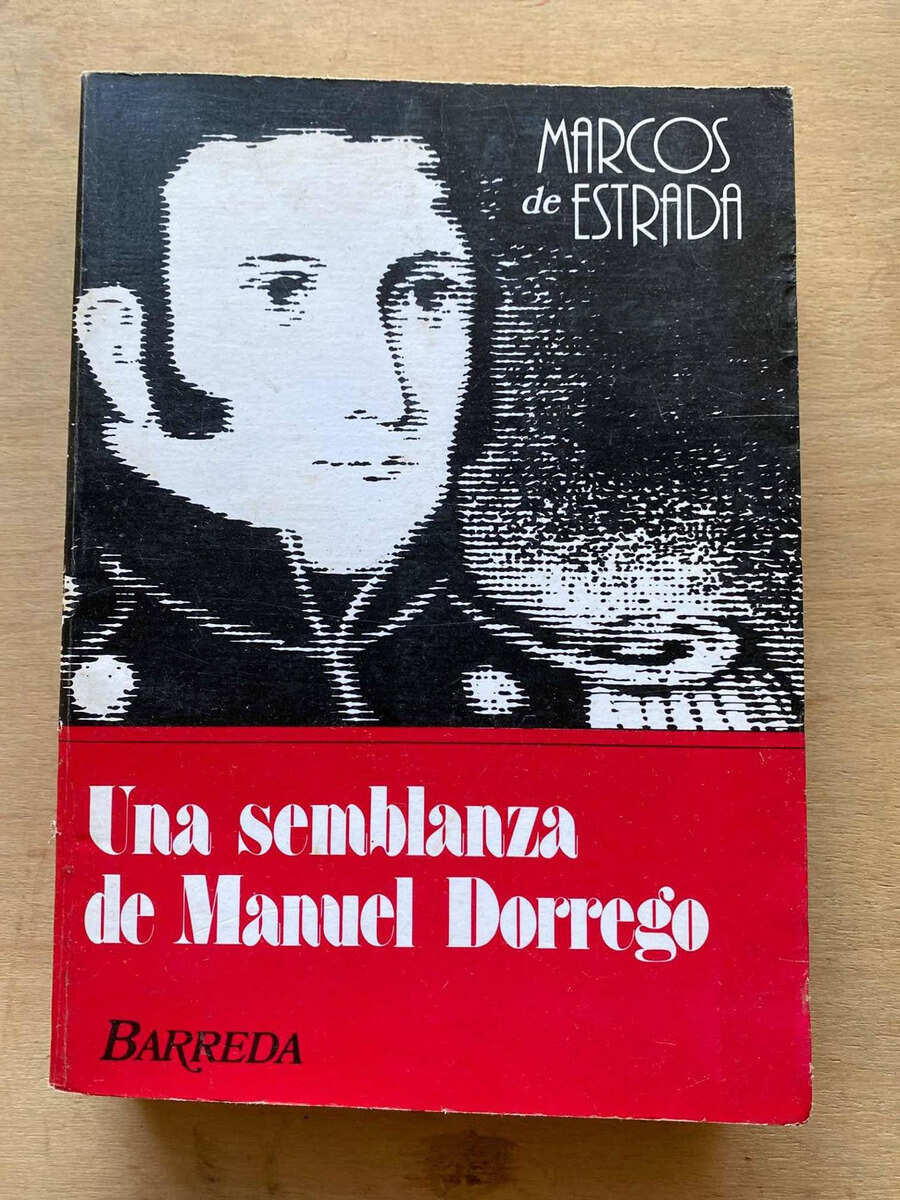 MARCOS
de ESTRADA
Una semblanza
de Manuel Dorrego
BARREDA